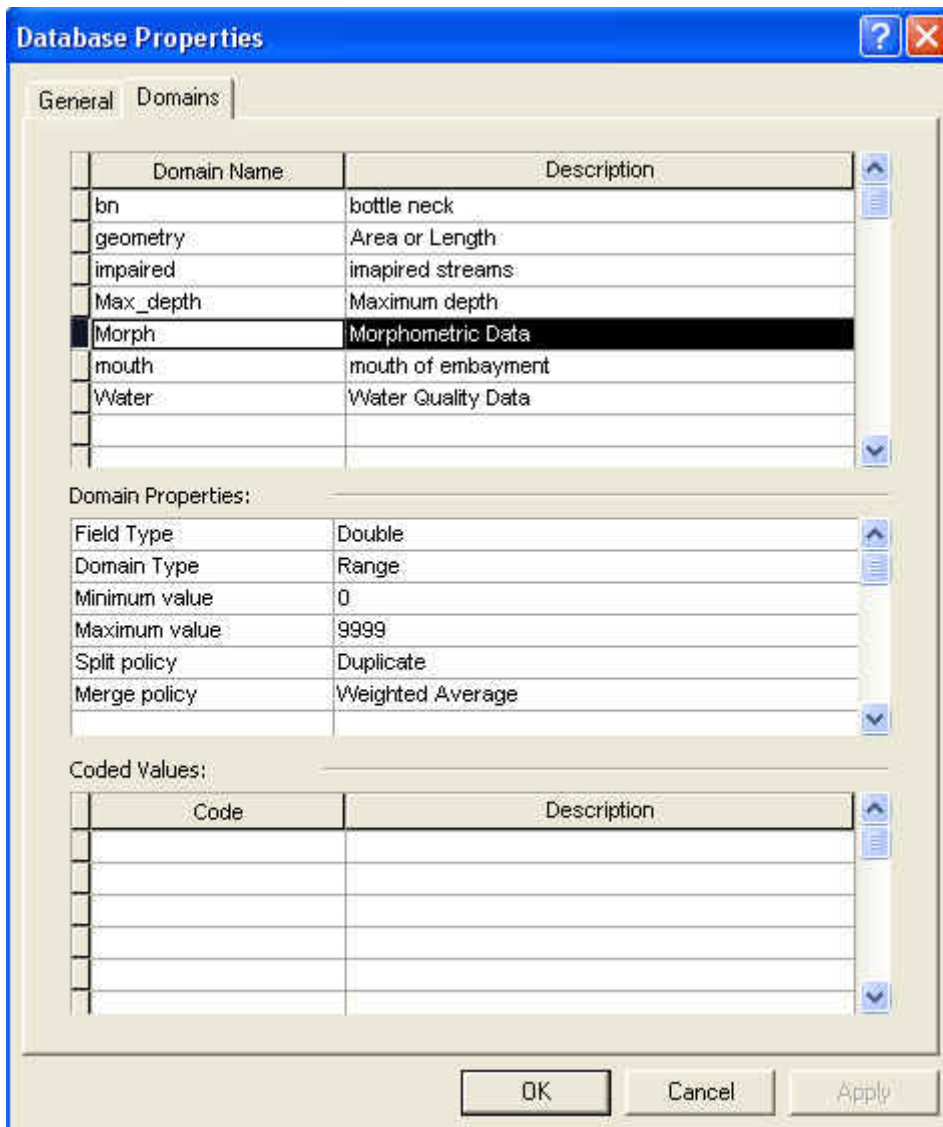 Database Properties
General Domains
Domain Name Description
bn bottle neck
geometry Area or Length
impaired imapired streams
Max_depth Maximum depth
Morph Morphometric Data
mouth mouth of embayment
Water Water Quality Data
Domain Properties:
Field Type Double
Domain Type Range
Minimum value 0
Maximum value 9999
Split policy Duplicate
Merge policy Weighted Average
Coded Values:
Code Description
OK Cancel Apply